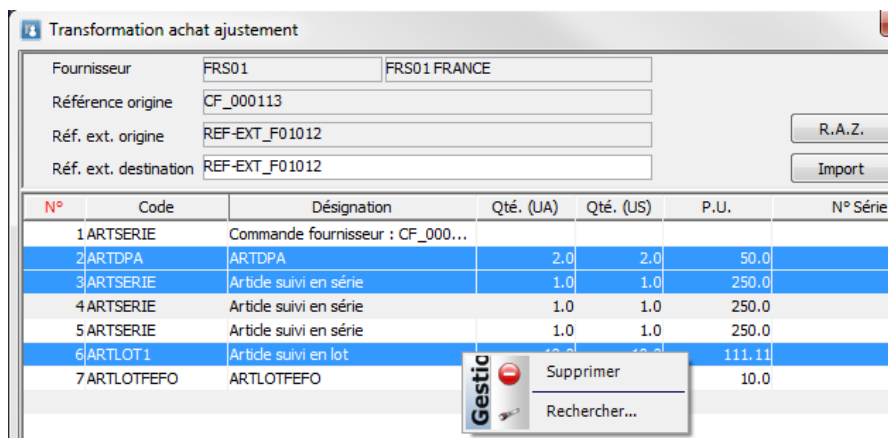 Transformation achat ajustement
Fournisseur FRS01 FRS01 FRANCE
Référence origine CF_000113
Réf. ext. origine REF-EXT_F01012 R.A.Z.
Réf. ext. destination REF-EXT_F01012 Import
N° Code Désignation Qté. (UA) Qté. (US) P.U. N° Série
1 ARTSERIE Commande fournisseur : CF_000...
2 ARTDPA ARTDPA 2.0 2.0 50.0
3 ARTSERIE Article suivi en série 1.0 1.0 250.0
4 ARTSERIE Article suivi en série 1.0 1.0 250.0
5 ARTSERIE Article suivi en série 1.0 1.0 250.0
6 ARTLOT1 Article suivi en lot 111.11
7 ARTLOTFEFO ARTLOTFEFO 10.0
Gestic
Supprimer
Rechercher...